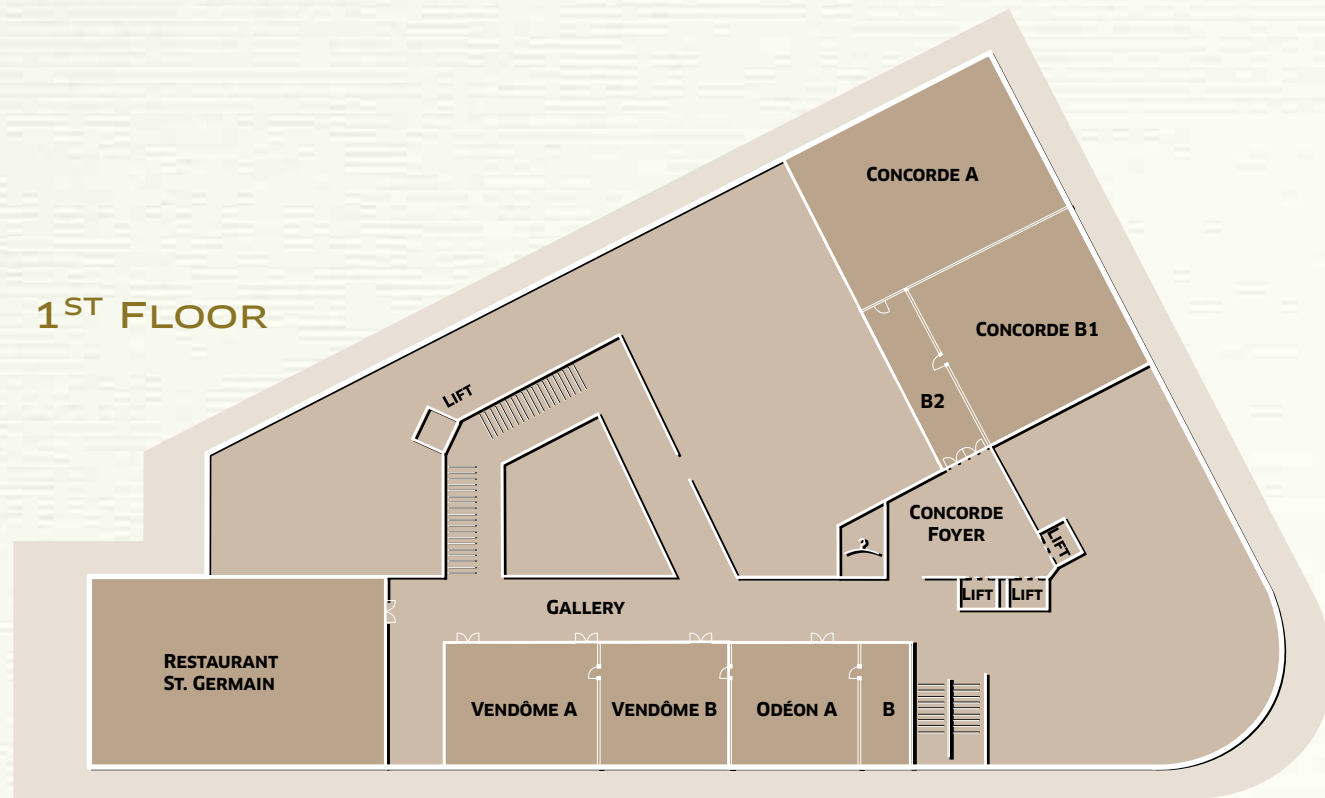 1ST FLOOR
CONCORDE A
CONCORDE B1
B2
LIFT
CONCORDE
FOYER
LIFT
LIFT
LIFT
GALLERY
RESTAURANT
ST. GERMAIN
VENDÔME A
VENDÔME B
ODÉON A
B